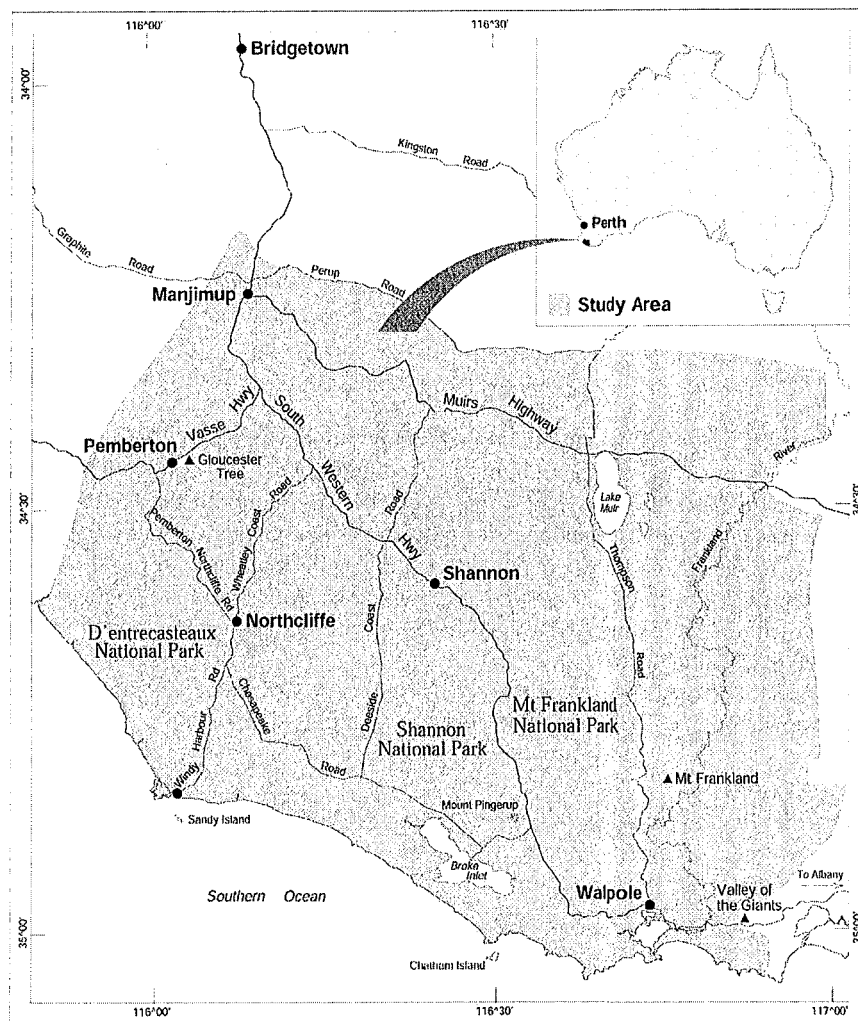 116°00'
116°30'
Bridgetown
34°00'
Kingston
Road
Perth
Graphite
Road
Perup
Road
Manjimup
Study Area
Muirs
Highway
Vasse
Hwy
South
Western
Hwy
Pemberton
Gloucester
Tree
River
Road
Road
Lake
Muir
34°30'
34°30'
Pemberton
Northcliffe
Rd
Wheatley
Coast
Frankland
Thompson
Shannon
Northcliffe
D'entrecasteaux
National Park
Coast
Road
Rd
Chesapeake
Mt Frankland
National Park
Deeside
Shannon
National Park
Harbour
Windy
Road
Mt Frankland
Mount Pingerup
Sandy Island
Broke
Inlet
To Albany
Southern Ocean
Walpole
Valley of
the Giants
35°00'
35°00'
Chatham Island
116°00'
116°30'
117°00'